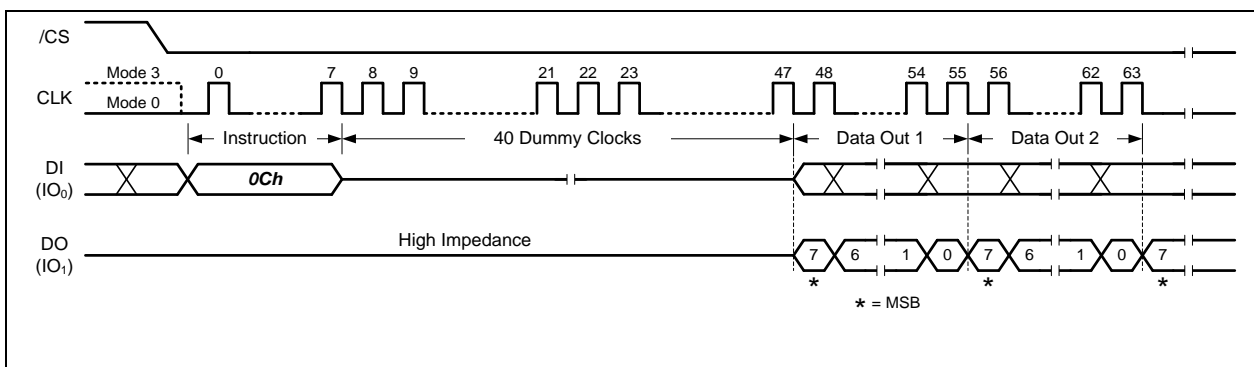 /CS
Mode 3
0 7 8 9 21 22 23 47 48 54 55 56 62 63
CLK
Mode 0
Instruction 40 Dummy Clocks Data Out 1 Data Out 2
DI
(IO₀)
0Ch
DO
(IO₁)
High Impedance
7 6 1 0 7 6 1 0 7
* * *
* = MSB